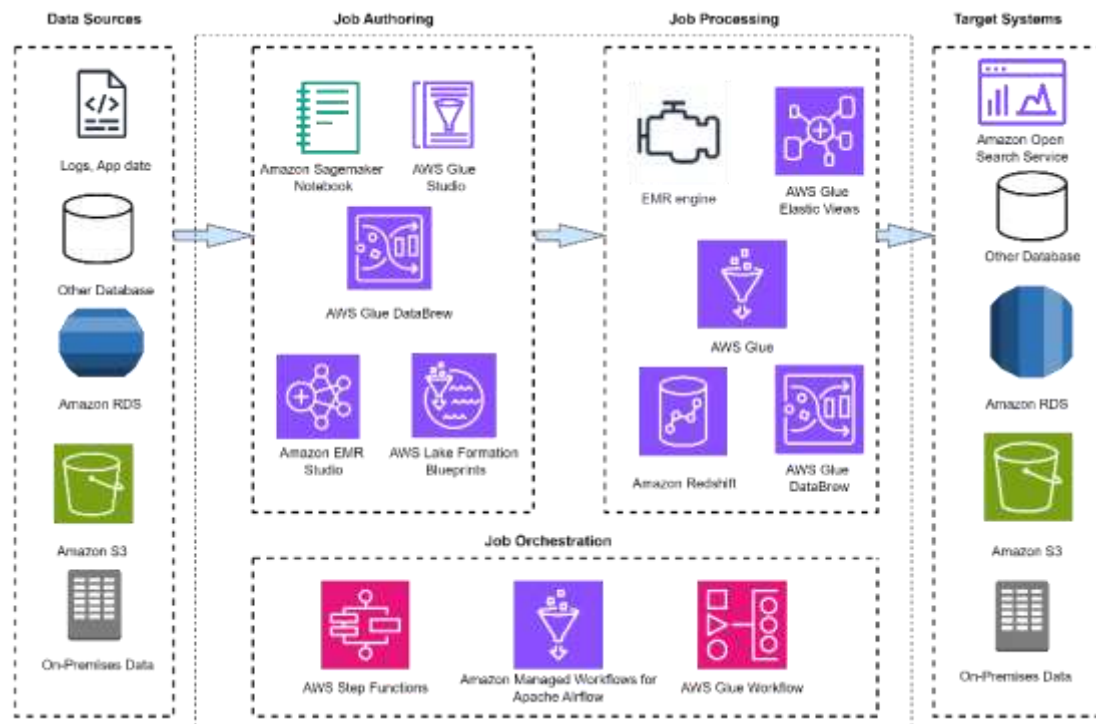 Data Sources
Job Authoring
Job Processing
Target Systems
Logs, App date
Other Database
Amazon RDS
Amazon S3
On-Premises Data
Amazon Sagemaker
Notebook
AWS Glue
Studio
AWS Glue DataBrew
Amazon EMR
Studio
AWS Lake Formation
Blueprints
EMR engine
AWS Glue
Elastic Views
AWS Glue
Amazon Redshift
AWS Glue
DataBrew
Job Orchestration
AWS Step Functions
Amazon Managed Workflows for
Apache Airflow
AWS Glue Workflow
Amazon Open
Search Service
Other Database
Amazon RDS
Amazon S3
On-Premises Data